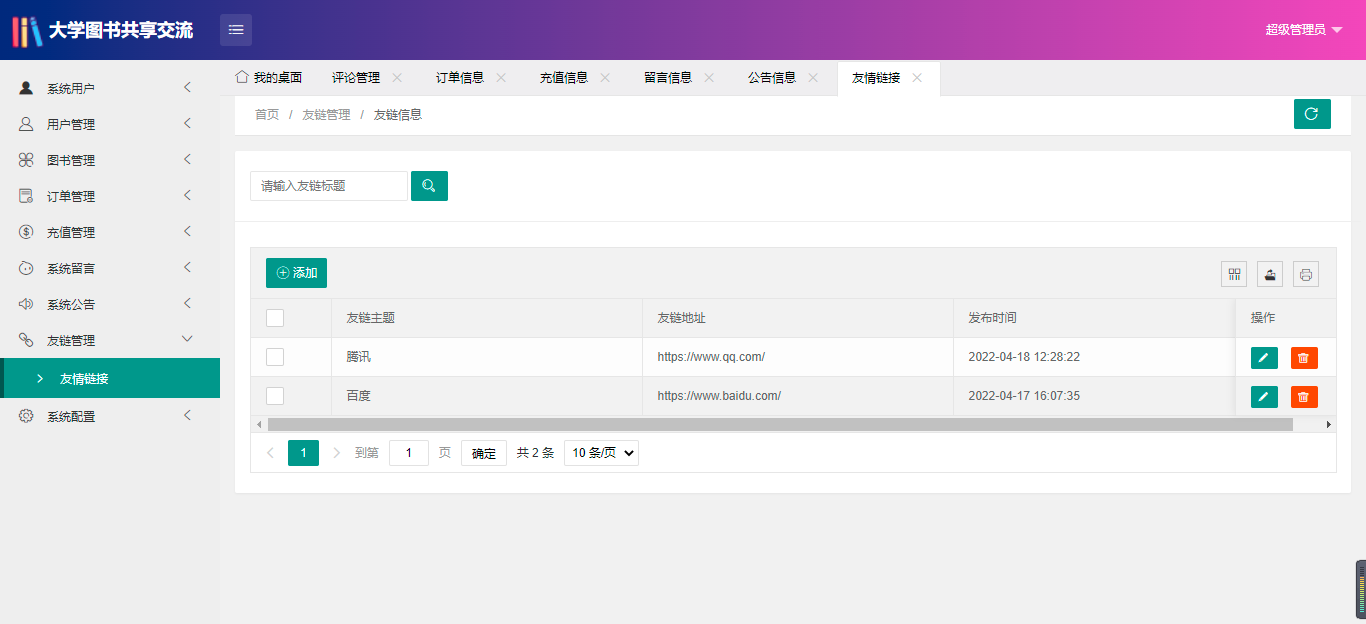 大学图书共享交流
超级管理员
系统用户
用户管理
图书管理
订单管理
充值管理
系统留言
系统公告
友链管理
友情链接
系统配置
我的桌面 评论管理 订单信息 充值信息 留言信息 公告信息 友情链接
首页 / 友链管理 / 友链信息
请输入友链标题
添加
友链主题 友链地址 发布时间 操作
腾讯 https://www.qq.com/ 2022-04-18 12:28:22
百度 https://www.baidu.com/ 2022-04-17 16:07:35
1 到第 1 页 确定 共 2 条 10 条/页